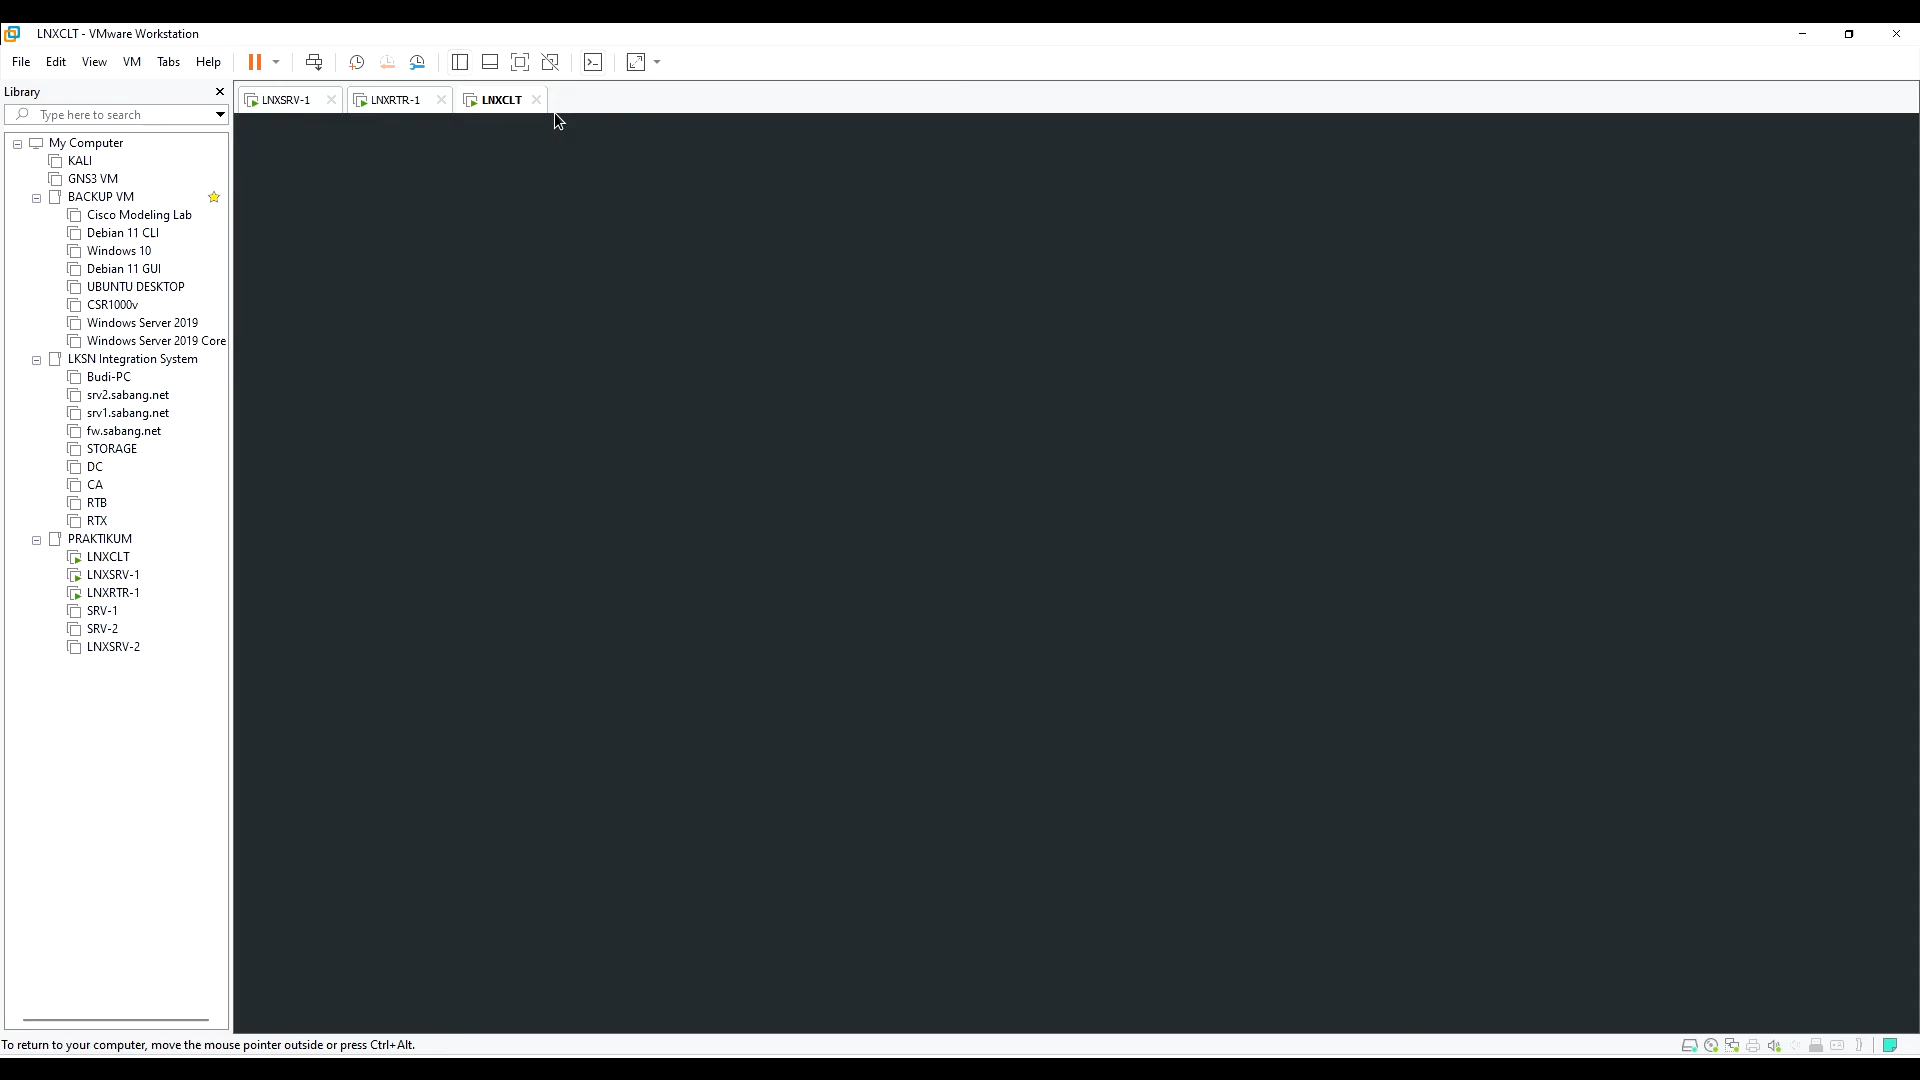 LNXCLT - VMware Workstation
File Edit View VM Tabs Help
Library
Type here to search
LNXSRV-1 LNXRTR-1 LNXCLT
My Computer
KALI
GNS3 VM
BACKUP VM
Cisco Modeling Lab
Debian 11 CLI
Windows 10
Debian 11 GUI
UBUNTU DESKTOP
CSR1000v
Windows Server 2019
Windows Server 2019 Core
LKSN Integration System
Budi-PC
srv2.sabang.net
srv1.sabang.net
fw.sabang.net
STORAGE
DC
CA
RTB
RTX
PRAKTIKUM
LNXCLT
LNXSRV-1
LNXRTR-1
SRV-1
SRV-2
LNXSRV-2
To return to your computer, move the mouse pointer outside or press Ctrl+Alt.